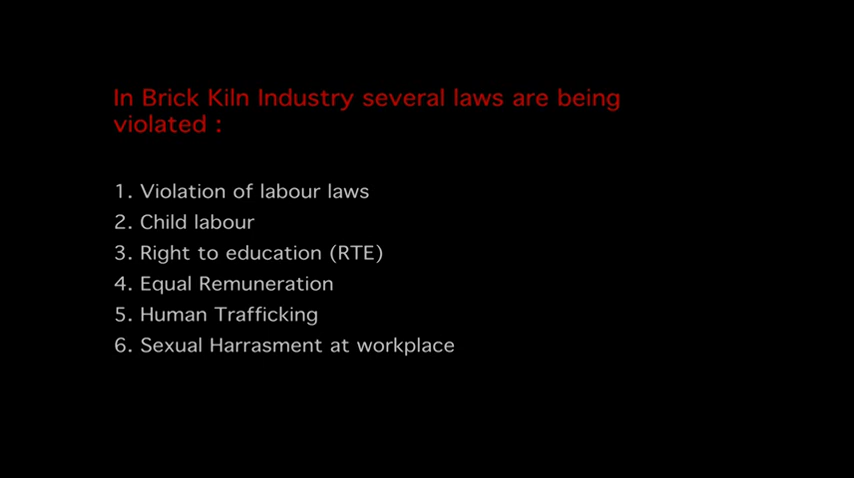 In Brick Kiln Industry several laws are being
violated :
1. Violation of labour laws
2. Child labour
3. Right to education (RTE)
4. Equal Remuneration
5. Human Trafficking
6. Sexual Harrasment at workplace